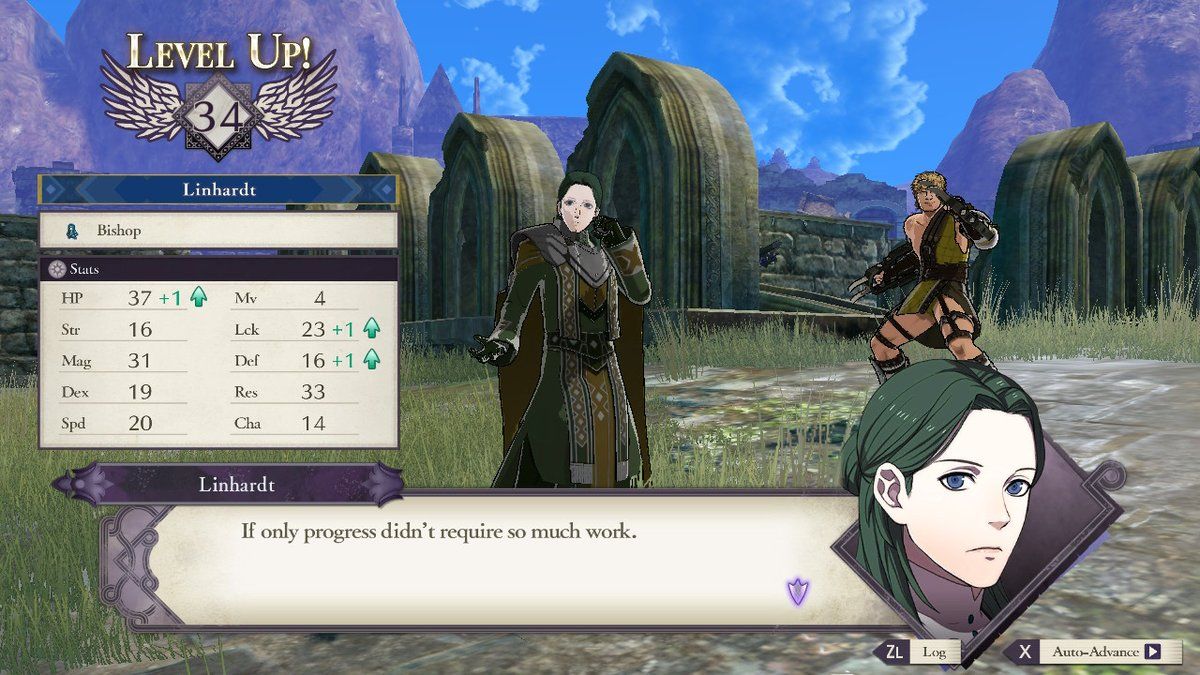 LEVEL UP!
34
Linhardt
Bishop
Stats
HP 37 +1 Mv 4
Str 16 Lck 23 +1
Mag 31 Def 16 +1
Dex 19 Res 33
Spd 20 Cha 14
Linhardt
If only progress didn't require so much work.
ZL Log X Auto-Advance